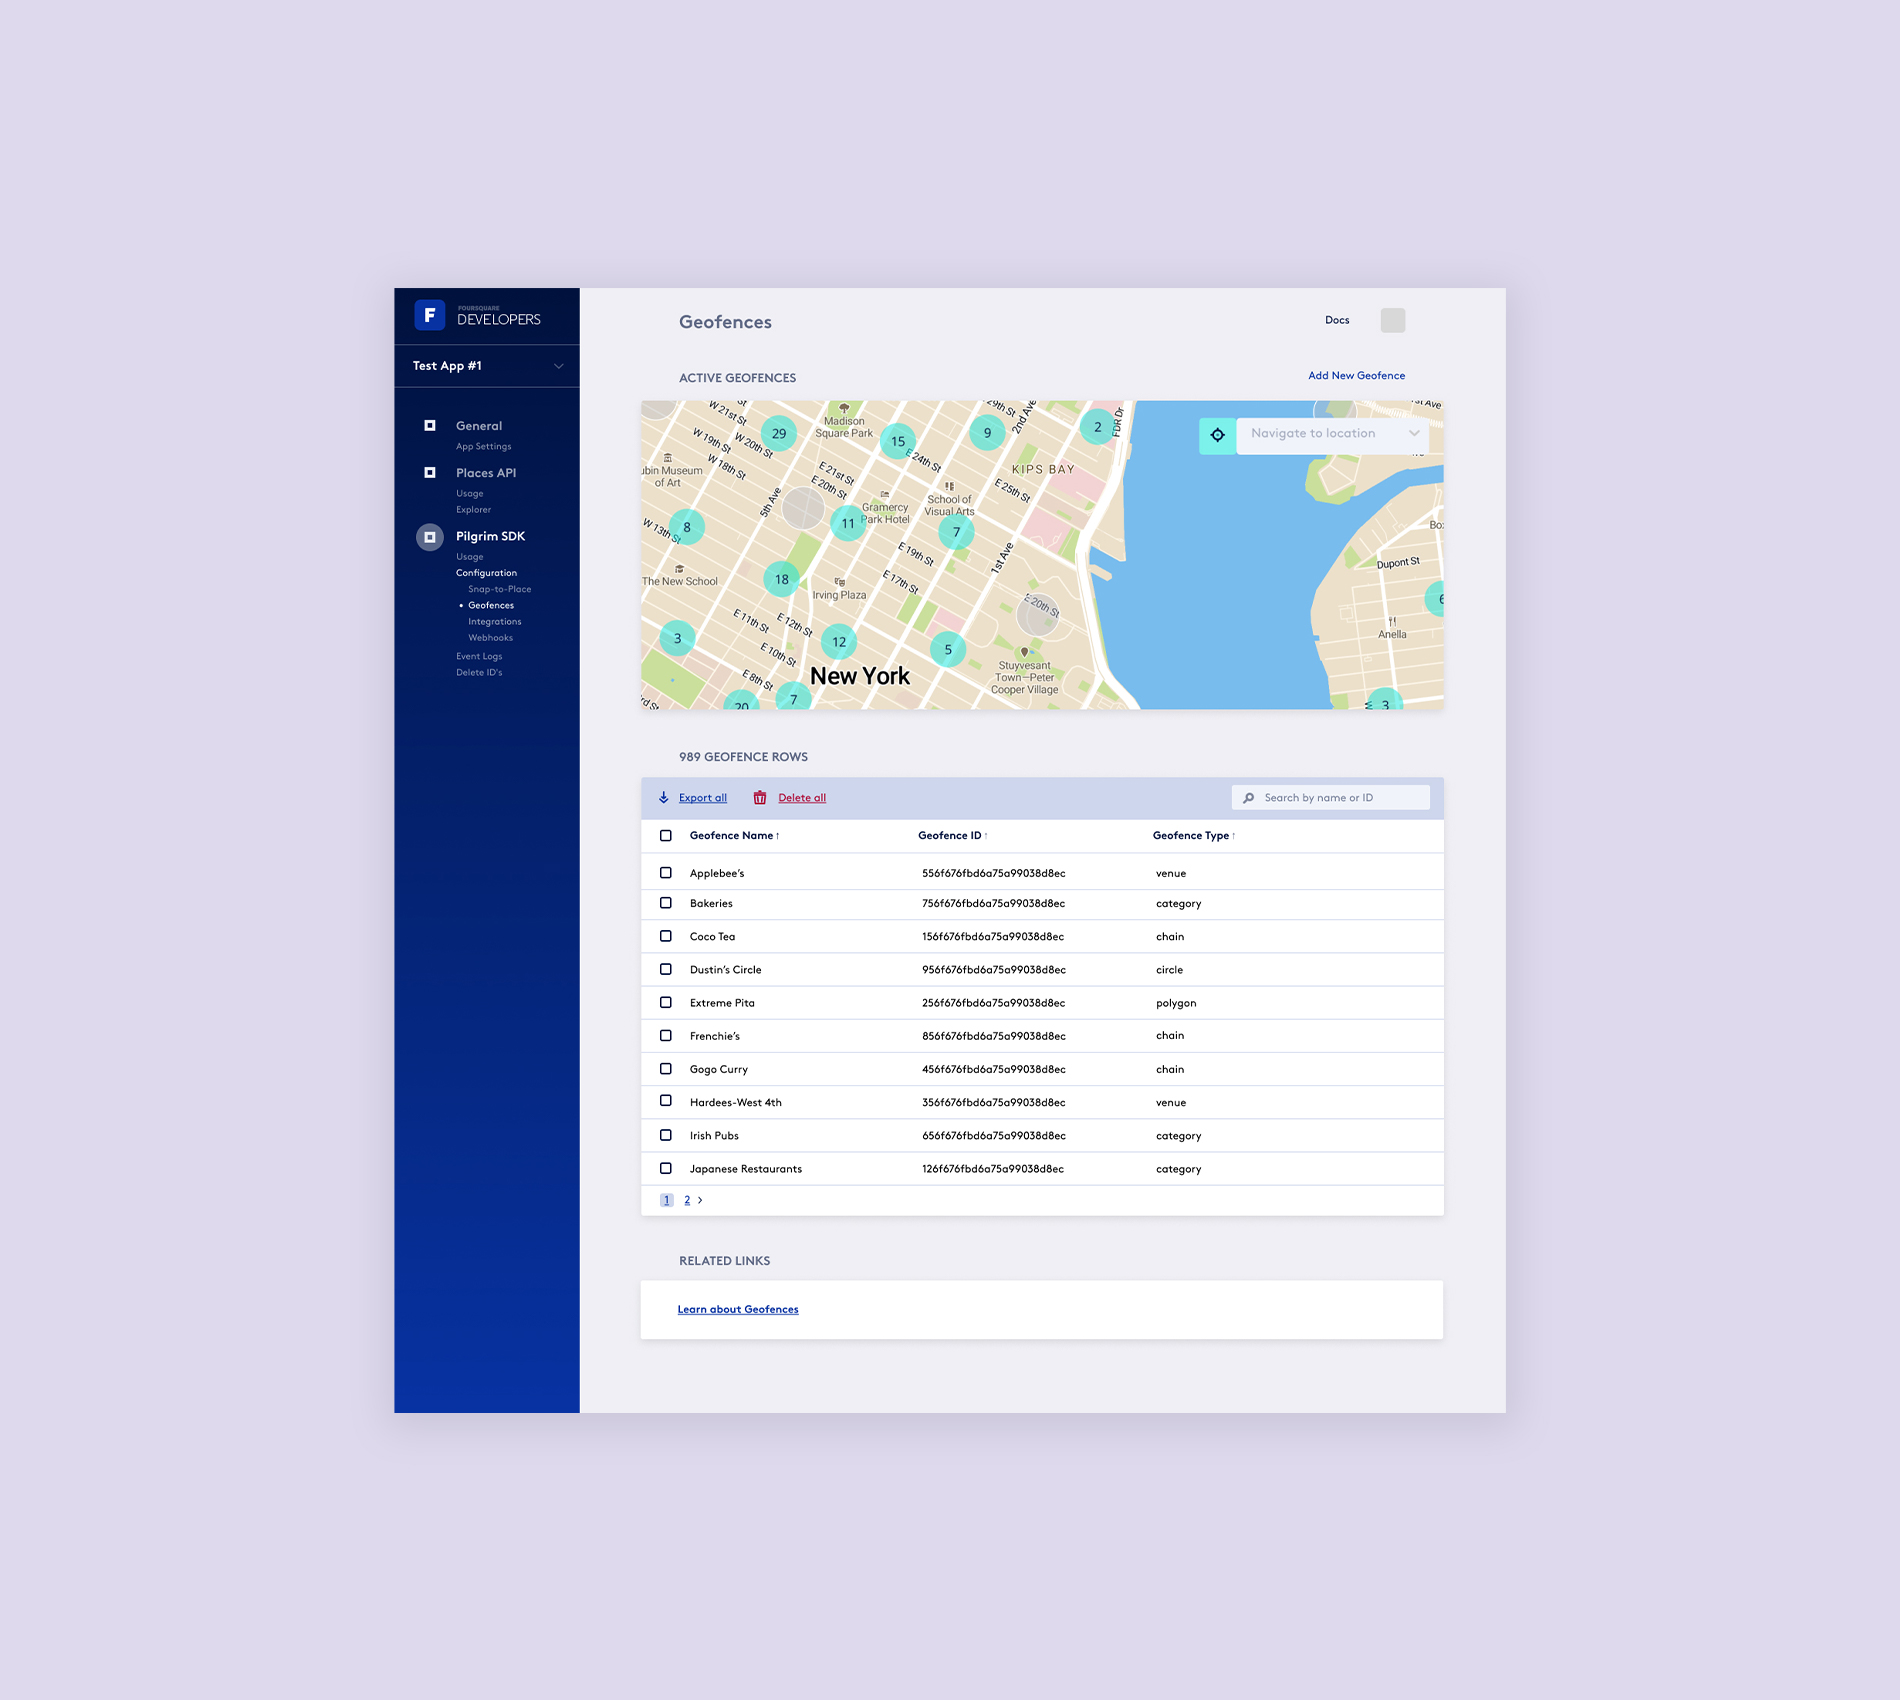 F
FOURSQUARE
DEVELOPERS
Test App #1
General
App Settings
Places API
Usage
Explorer
Pilgrim SDK
Usage
Configuration
Snap-to-Place
• Geofences
Integrations
Webhooks
Event Logs
Delete ID's
Geofences
Docs
ACTIVE GEOFENCES
Add New Geofence
W 21st St
W 20th St
W 19th St
W 18th St
29
Madison
Square Park
15
E 24th St
29th St
9
2nd Ave
2
FDR Dr
Navigate to location
1st Ave
KIPS BAY
ubin Museum
of Art
E 21st St
E 20th St
5th Ave
E 25th St
School of
Visual Arts
Gramercy
Park Hotel
8
W 13th St
11
7
E 19th St
1st Ave
Bo
Dupont St
The New School
18
Irving Plaza
E 17th St
E 20th St
6
3
E 11th St
E 12th St
12
5
E 10th St
Anella
New York
Stuyvesant
Town—Peter
Cooper Village
E 8th St
rd St
20
7
3
989 GEOFENCE ROWS
Export all
Delete all
Search by name or ID
Geofence Name ↑ Geofence ID ↑ Geofence Type ↑
Applebee's 556f676fbd6a75a99038d8ec venue
Bakeries 756f676fbd6a75a99038d8ec category
Coco Tea 156f676fbd6a75a99038d8ec chain
Dustin's Circle 956f676fbd6a75a99038d8ec circle
Extreme Pita 256f676fbd6a75a99038d8ec polygon
Frenchie's 856f676fbd6a75a99038d8ec chain
Gogo Curry 456f676fbd6a75a99038d8ec chain
Hardees-West 4th 356f676fbd6a75a99038d8ec venue
Irish Pubs 656f676fbd6a75a99038d8ec category
Japanese Restaurants 126f676fbd6a75a99038d8ec category
1 2 >
RELATED LINKS
Learn about Geofences